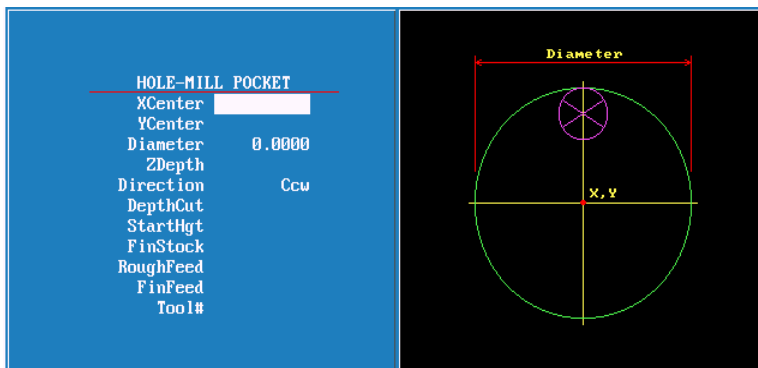 HOLE-MILL POCKET
XCenter
YCenter
Diameter 0.0000
ZDepth
Direction Ccw
DepthCut
StartHgt
FinStock
RoughFeed
FinFeed
Tool#
Diameter
X,Y